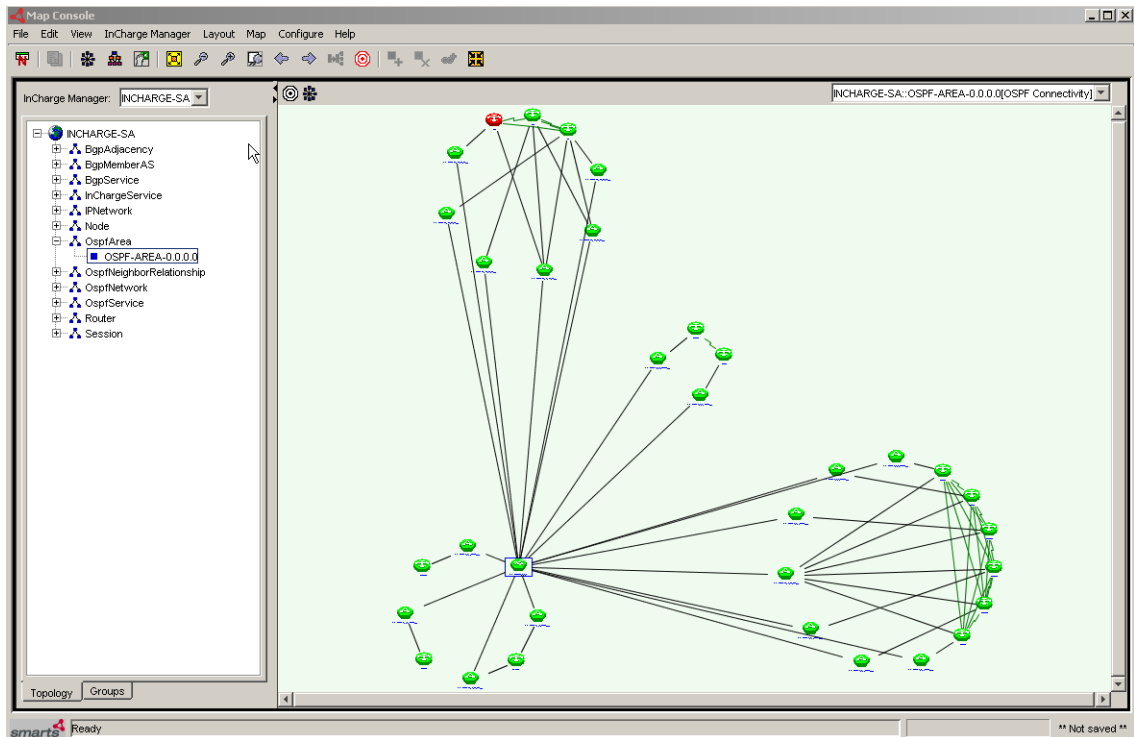 Map Console
File Edit View InCharge Manager Layout Map Configure Help
InCharge Manager: INCHARGE-SA
INCHARGE-SA::OSPF-AREA-0.0.0.0[OSPF Connectivity]
INCHARGE-SA
BgpAdjacency
BgpMemberAS
BgpService
InChargeService
IPNetwork
Node
OspfArea
OSPF-AREA-0.0.0.0
OspfNeighborRelationship
OspfNetwork
OspfService
Router
Session
Topology Groups
smarts Ready ** Not saved **